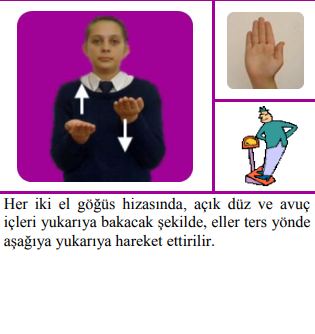 Her iki el göğüs hizasında, açık düz ve avuç
içleri yukarıya bakacak şekilde, eller ters yönde
aşağıya yukarıya hareket ettirilir.